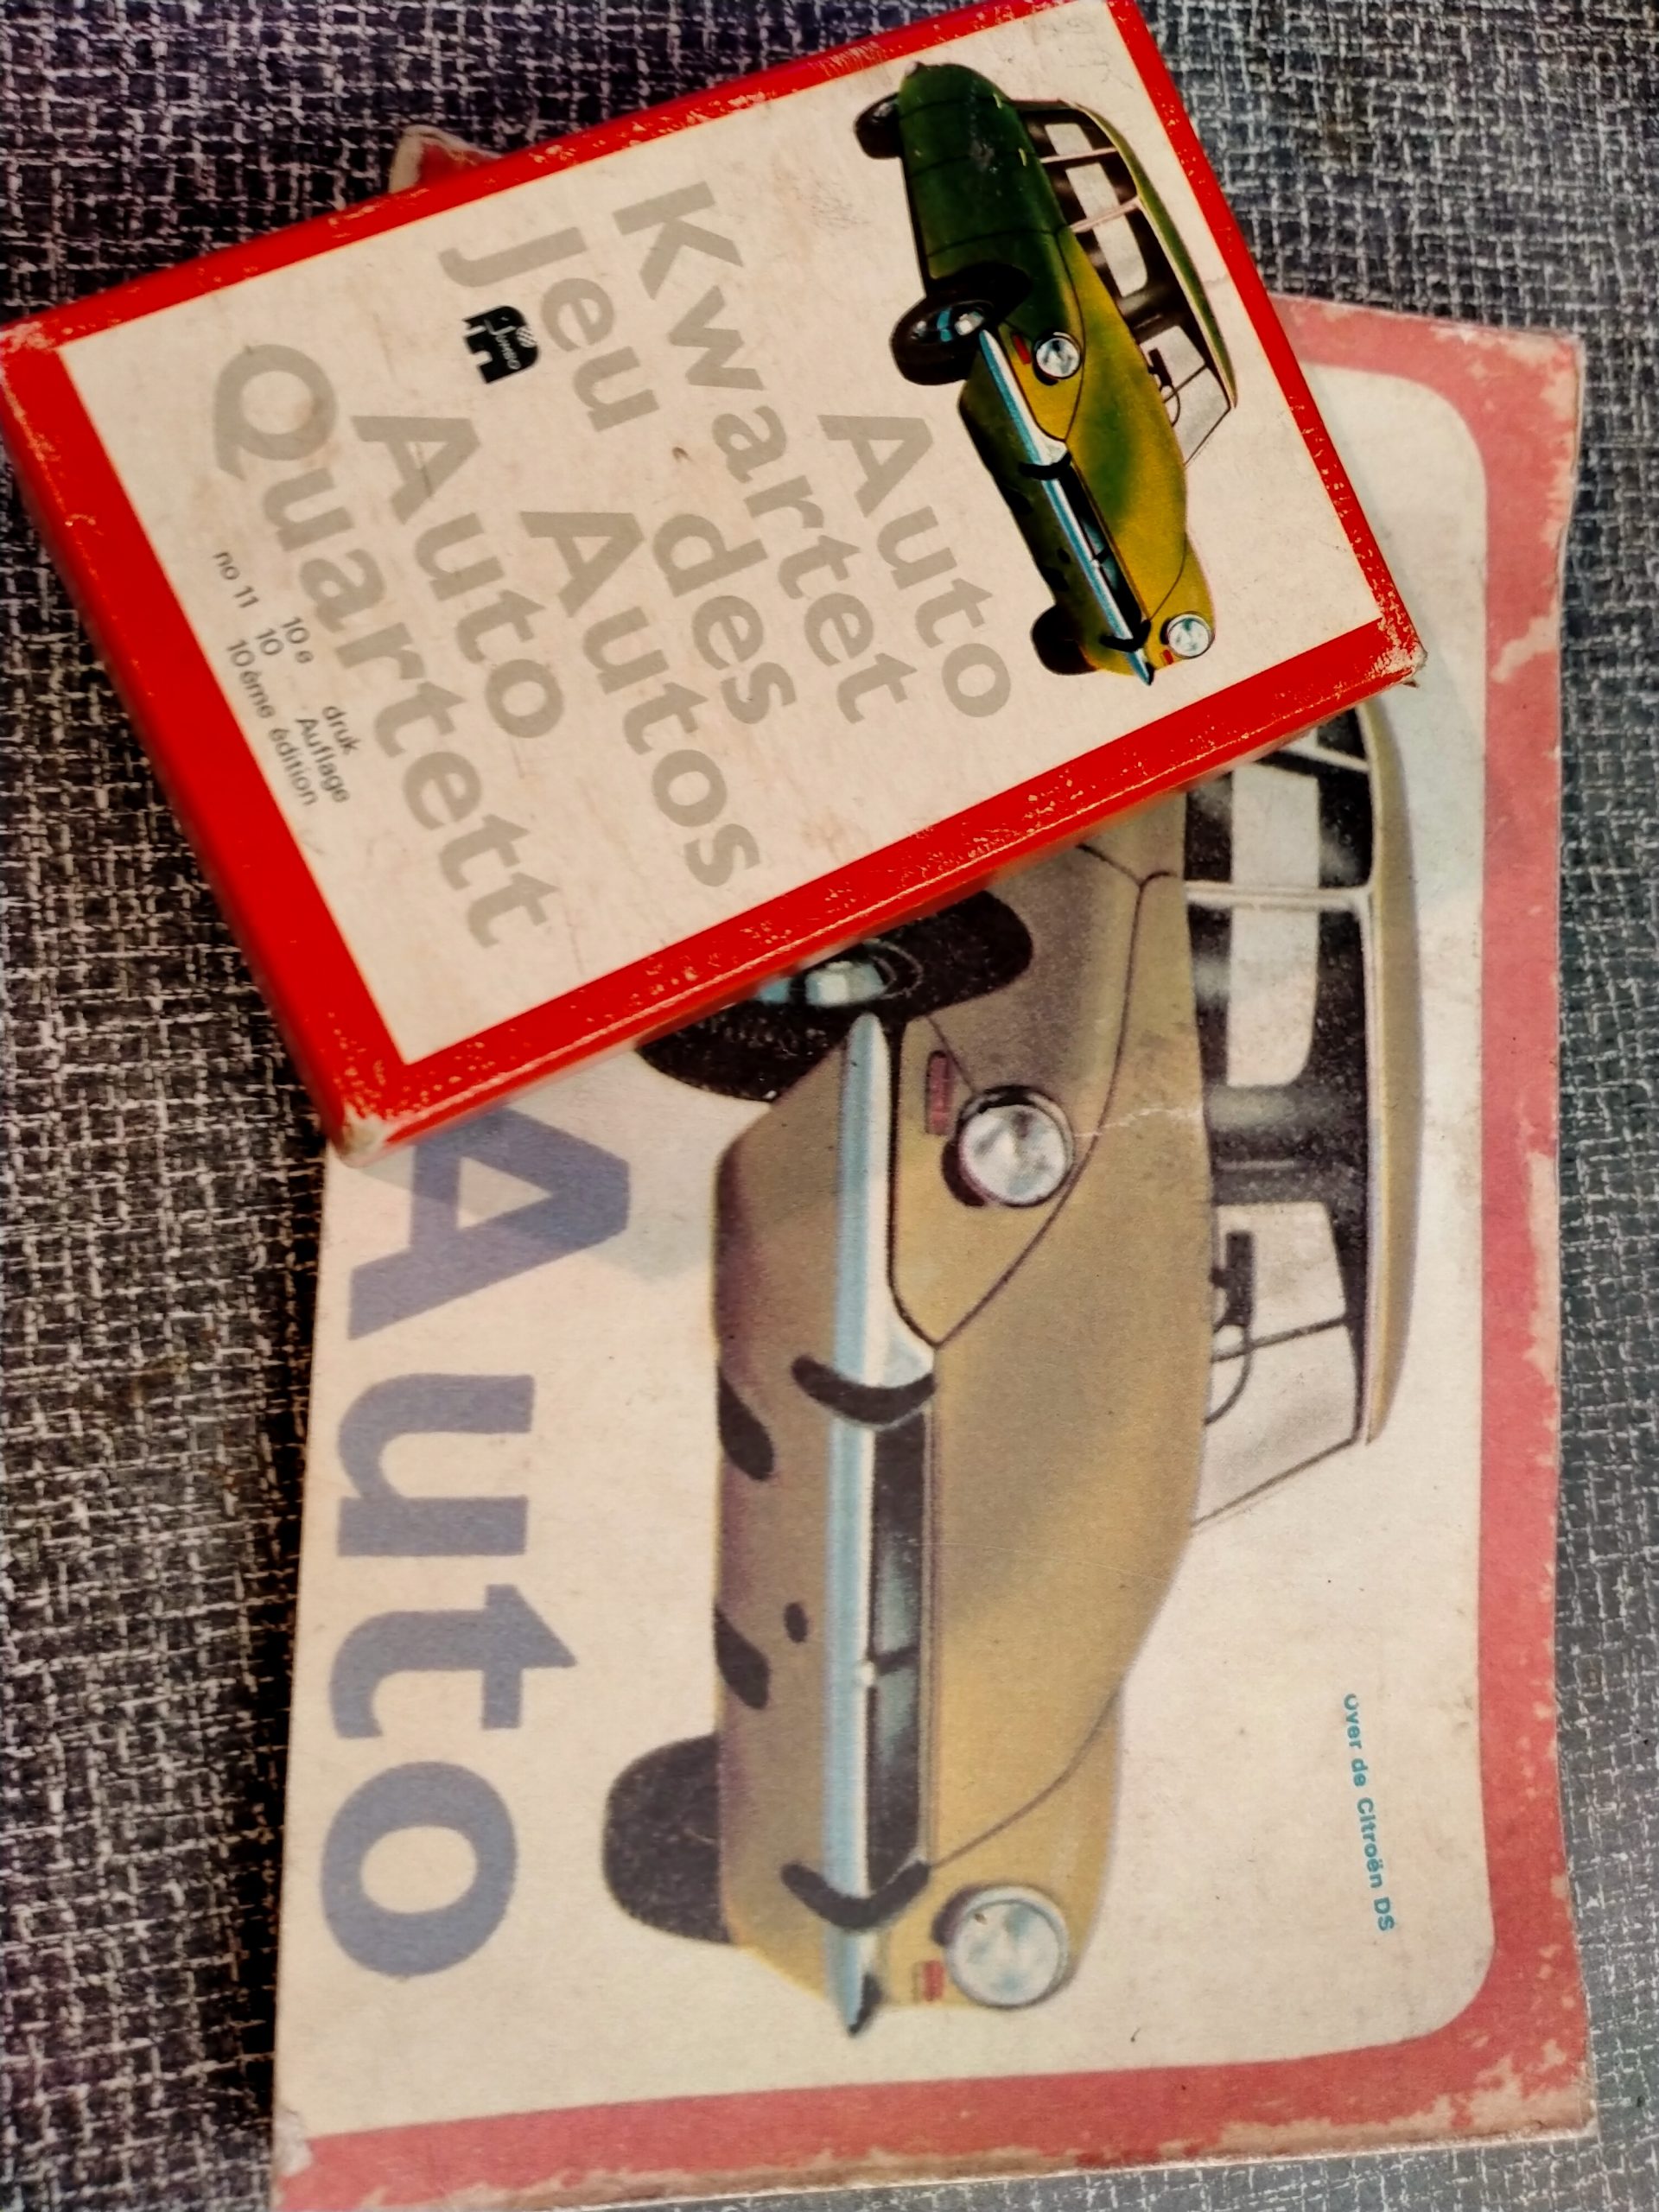 Auto
Kwartet
Jeu des
Autos
Auto
Quartett
Jumbo
no 11
10e druk
10 Auflage
10ème édition
Over de Citroën DS
Auto